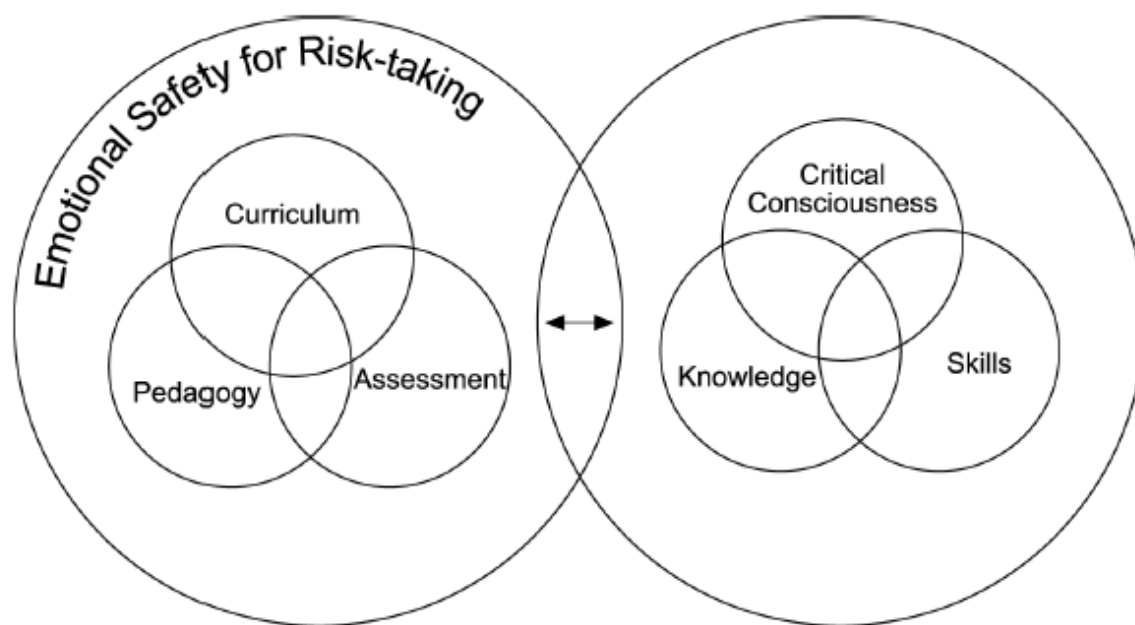 Emotional Safety for Risk-taking
Curriculum
Pedagogy
Assessment
Critical
Consciousness
Knowledge
Skills